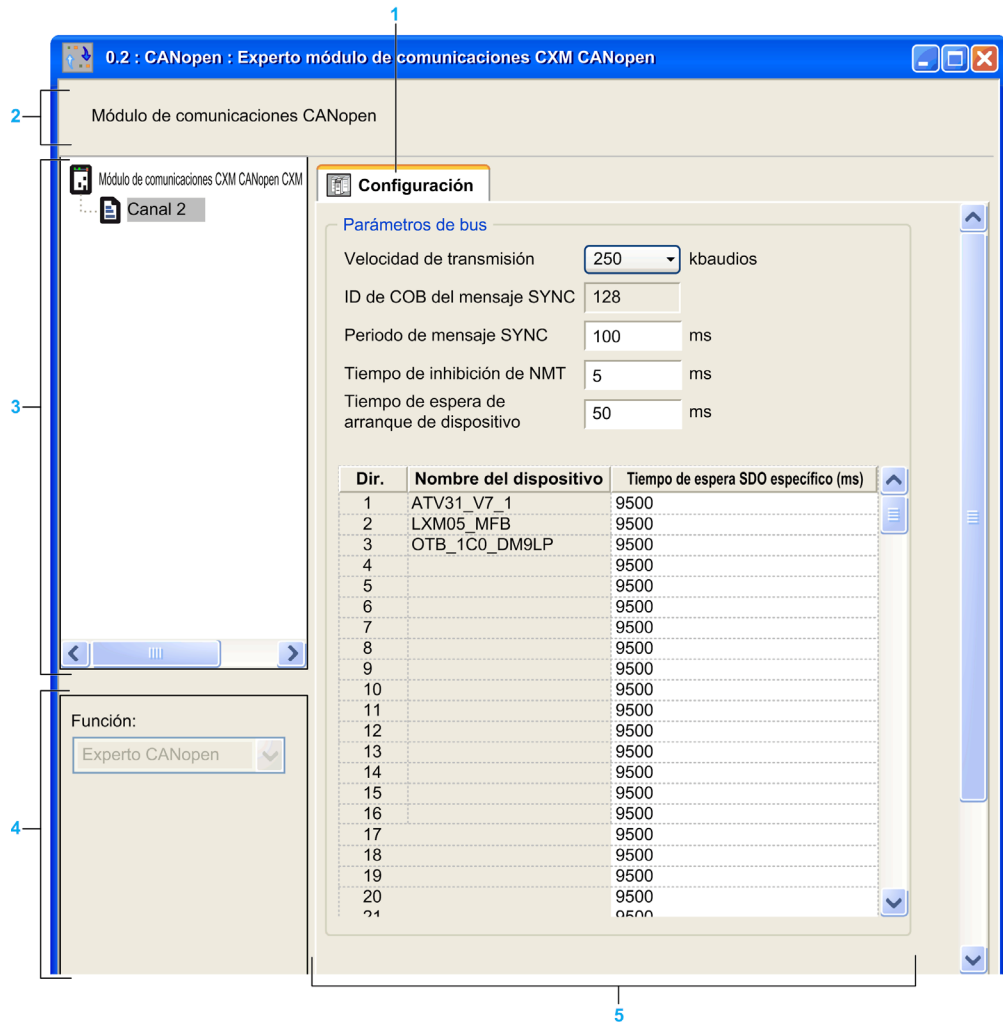 1
0.2 : CANopen : Experto módulo de comunicaciones CXM CANopen
2
Módulo de comunicaciones CANopen
3
Módulo de comunicaciones CXM CANopen CXM
Canal 2
Configuración
Parámetros de bus
Velocidad de transmisión 250 kbaudios
ID de COB del mensaje SYNC 128
Periodo de mensaje SYNC 100 ms
Tiempo de inhibición de NMT 5 ms
Tiempo de espera de
arranque de dispositivo 50 ms
Dir. Nombre del dispositivo Tiempo de espera SDO específico (ms)
1 ATV31_V7_1 9500
2 LXM05_MFB 9500
3 OTB_1C0_DM9LP 9500
4 9500
5 9500
6 9500
7 9500
8 9500
9 9500
10 9500
11 9500
12 9500
13 9500
14 9500
15 9500
16 9500
17 9500
18 9500
19 9500
20 9500
21 9500
4
Función:
Experto CANopen
5